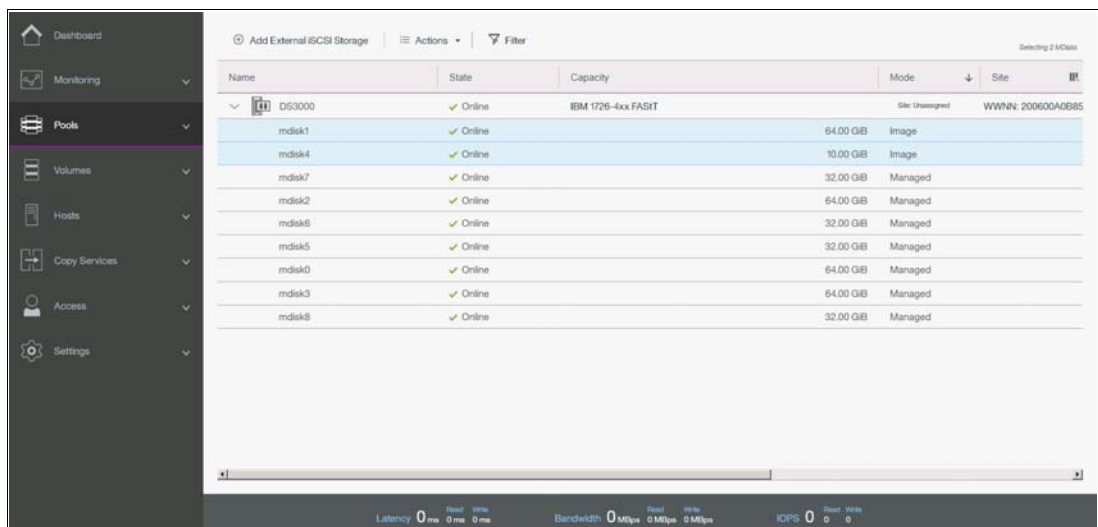 Dashboard
Monitoring
Pools
Volumes
Hosts
Copy Services
Access
Settings
Add External iSCSI Storage Actions Filter
Selecting 2 MDisks
Name State Capacity Mode Site
DS3000 Online IBM 1726-4xx FAStT Site: Unassigned WWNN: 200600A0B85
mdisk1 Online 64.00 GiB Image
mdisk4 Online 10.00 GiB Image
mdisk7 Online 32.00 GiB Managed
mdisk2 Online 64.00 GiB Managed
mdisk6 Online 32.00 GiB Managed
mdisk5 Online 32.00 GiB Managed
mdisk0 Online 64.00 GiB Managed
mdisk3 Online 64.00 GiB Managed
mdisk8 Online 32.00 GiB Managed
Read Write Read Write Read Write
Latency 0 ms 0 ms 0 ms Bandwidth 0 MBps 0 MBps 0 MBps IOPS 0 0 0